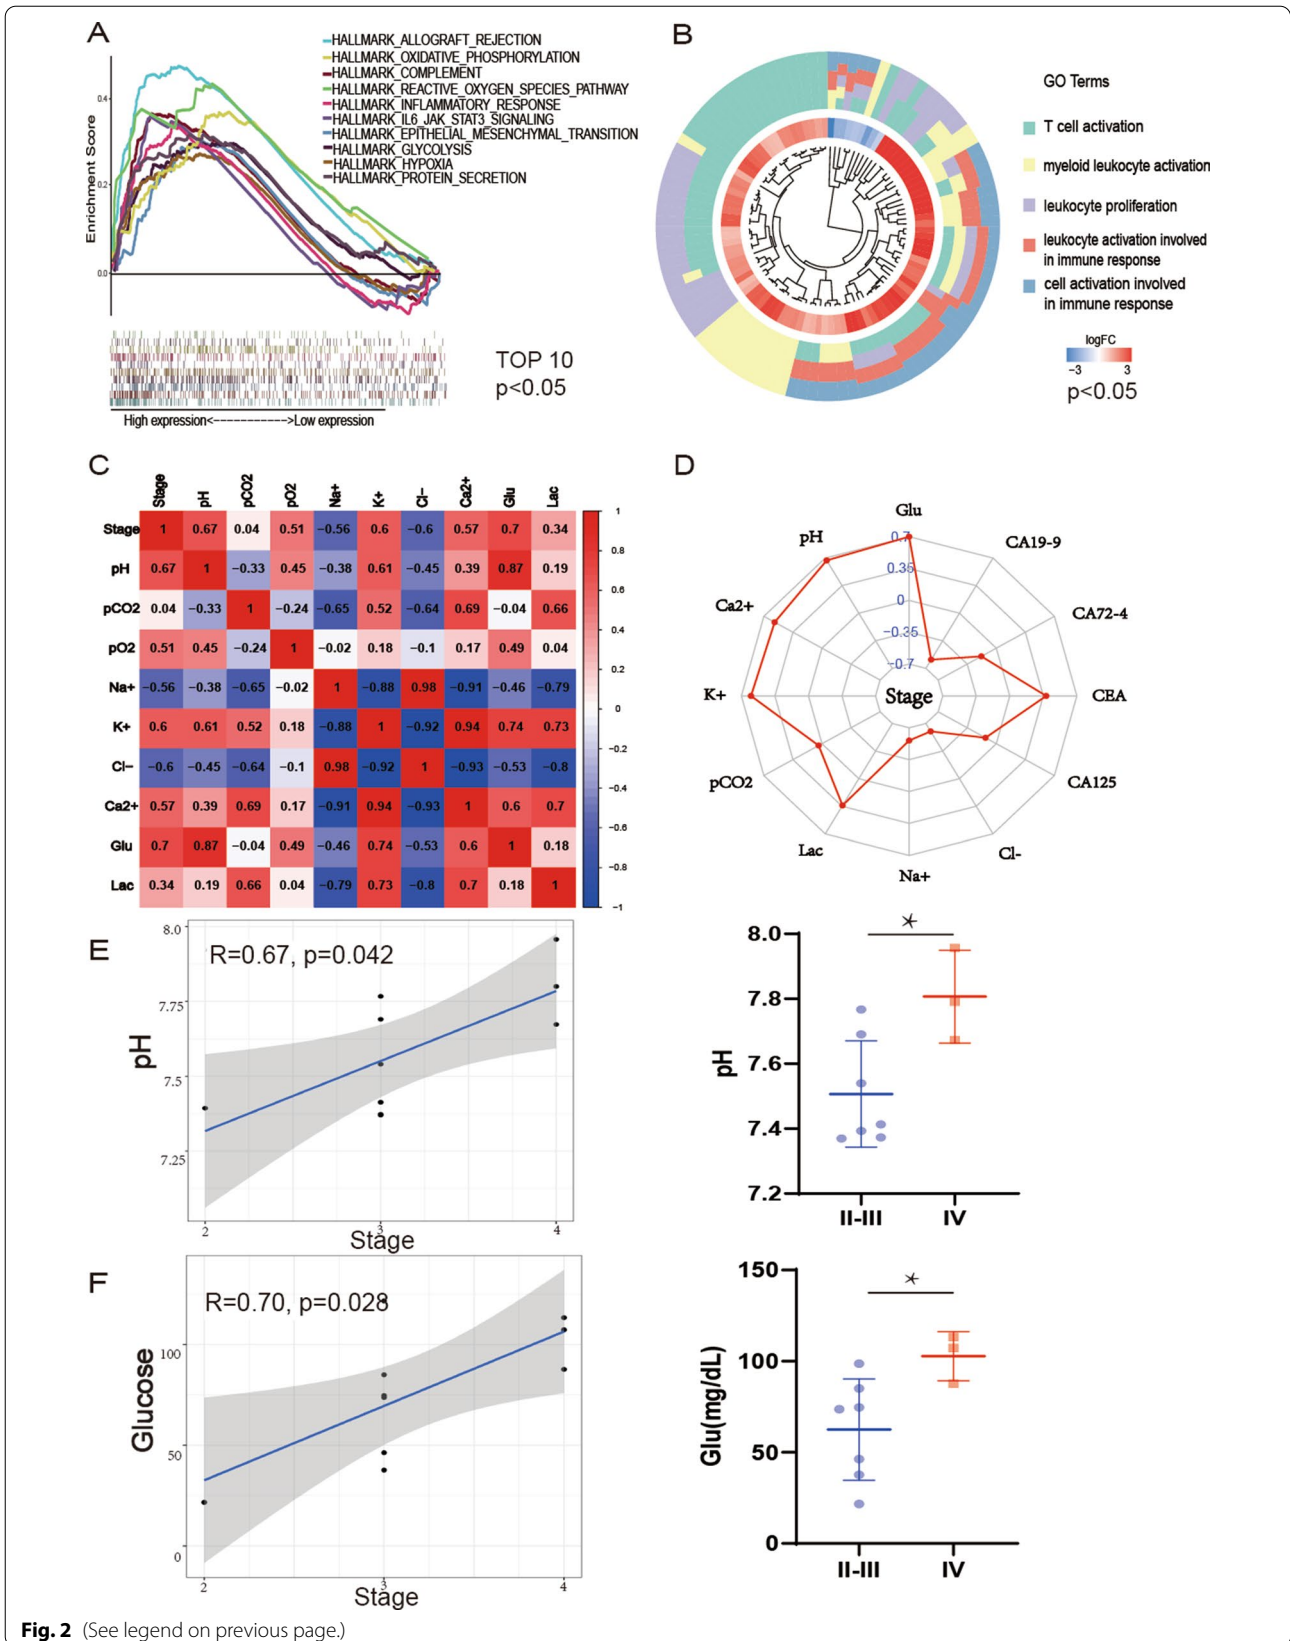 A
HALLMARK_ALLOGRAFT_REJECTION
HALLMARK_OXIDATIVE_PHOSPHORYLATION
HALLMARK_COMPLEMENT
HALLMARK_REACTIVE_OXYGEN_SPECIES_PATHWAY
HALLMARK_INFLAMMATORY_RESPONSE
HALLMARK_IL6_JAK_STAT3_SIGNALING
HALLMARK_EPITHELIAL_MESENCHYMAL_TRANSITION
HALLMARK_GLYCOLYSIS
HALLMARK_HYPOXIA
HALLMARK_PROTEIN_SECRETION
Enrichment Score
0.4
0.2
0.0
TOP 10
p<0.05
High expression<------------>Low expression
B
GO Terms
T cell activation
myeloid leukocyte activation
leukocyte proliferation
leukocyte activation involved
in immune response
cell activation involved
in immune response
logFC
−3 3
p<0.05
C
Stage pH pCO2 pO2 Na+ K+ Cl− Ca2+ Glu Lac
Stage 1 0.67 0.04 0.51 −0.56 0.6 −0.6 0.57 0.7 0.34
pH 0.67 1 −0.33 0.45 −0.38 0.61 −0.45 0.39 0.87 0.19
pCO2 0.04 −0.33 1 −0.24 −0.65 0.52 −0.64 0.69 −0.04 0.66
pO2 0.51 0.45 −0.24 1 −0.02 0.18 −0.1 0.17 0.49 0.04
Na+ −0.56 −0.38 −0.65 −0.02 1 −0.88 0.98 −0.91 −0.46 −0.79
K+ 0.6 0.61 0.52 0.18 −0.88 1 −0.92 0.94 0.74 0.73
Cl− −0.6 −0.45 −0.64 −0.1 0.98 −0.92 1 −0.93 −0.53 −0.8
Ca2+ 0.57 0.39 0.69 0.17 −0.91 0.94 −0.93 1 0.6 0.7
Glu 0.7 0.87 −0.04 0.49 −0.46 0.74 −0.53 0.6 1 0.18
Lac 0.34 0.19 0.66 0.04 −0.79 0.73 −0.8 0.7 0.18 1
1
0.8
0.6
0.4
0.2
0
−0.2
−0.4
−0.6
−0.8
−1
D
Glu
CA19-9
CA72-4
CEA
CA125
Cl-
Na+
Lac
pCO2
K+
Ca2+
pH
0.7
0.35
0
−0.35
−0.7
Stage
E
R=0.67, p=0.042
pH
8.0
7.75
7.5
7.25
2 3 4
Stage
*
pH
8.0
7.8
7.6
7.4
7.2
II-III IV
F
R=0.70, p=0.028
Glucose
100
50
0
2 3 4
Stage
*
Glu(mg/dL)
150
100
50
0
II-III IV
Fig. 2 (See legend on previous page.)